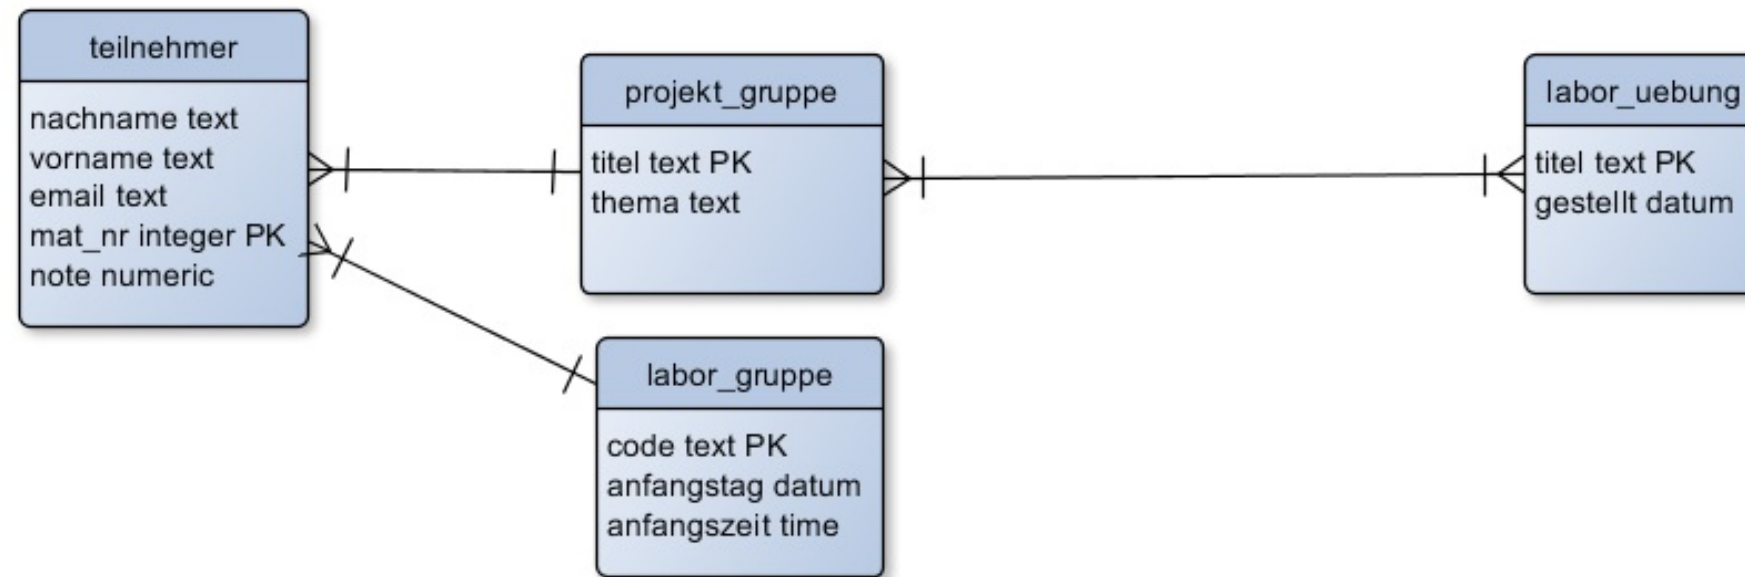 teilnehmer
nachname text
vorname text
email text
mat_nr integer PK
note numeric
projekt_gruppe
titel text PK
thema text
labor_gruppe
code text PK
anfangstag datum
anfangszeit time
labor_uebung
titel text PK
gestellt datum